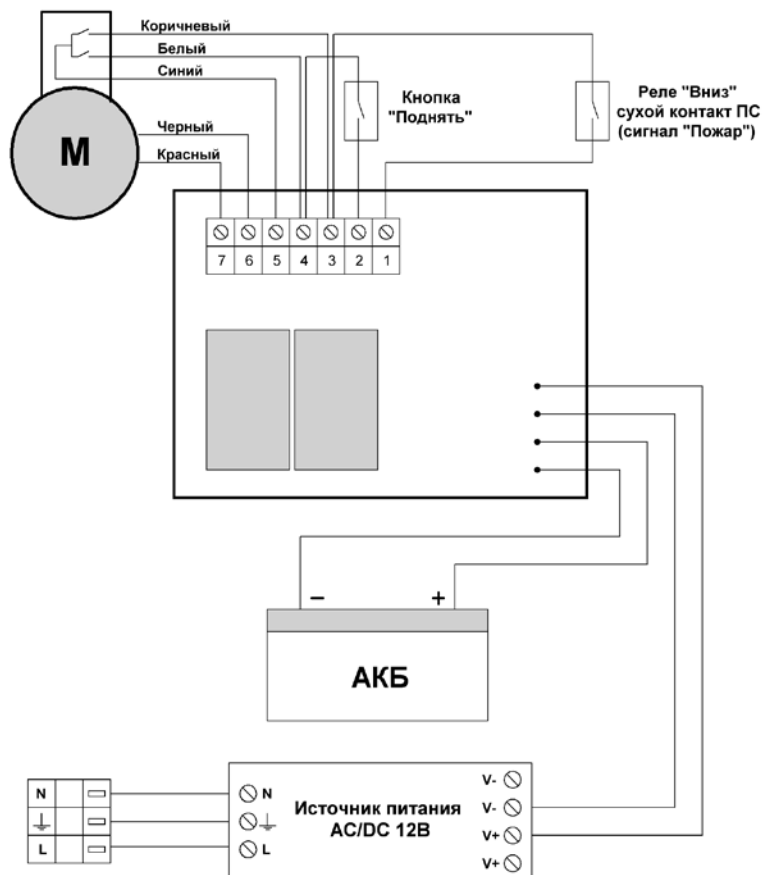 Коричневый
Белый
Синий
Черный
Красный
М
Кнопка
"Поднять"
Реле "Вниз"
сухой контакт ПС
(сигнал "Пожар")
7 6 5 4 3 2 1
– +
АКБ
N
L
N
L
Источник питания
AC/DC 12В
V-
V-
V+
V+